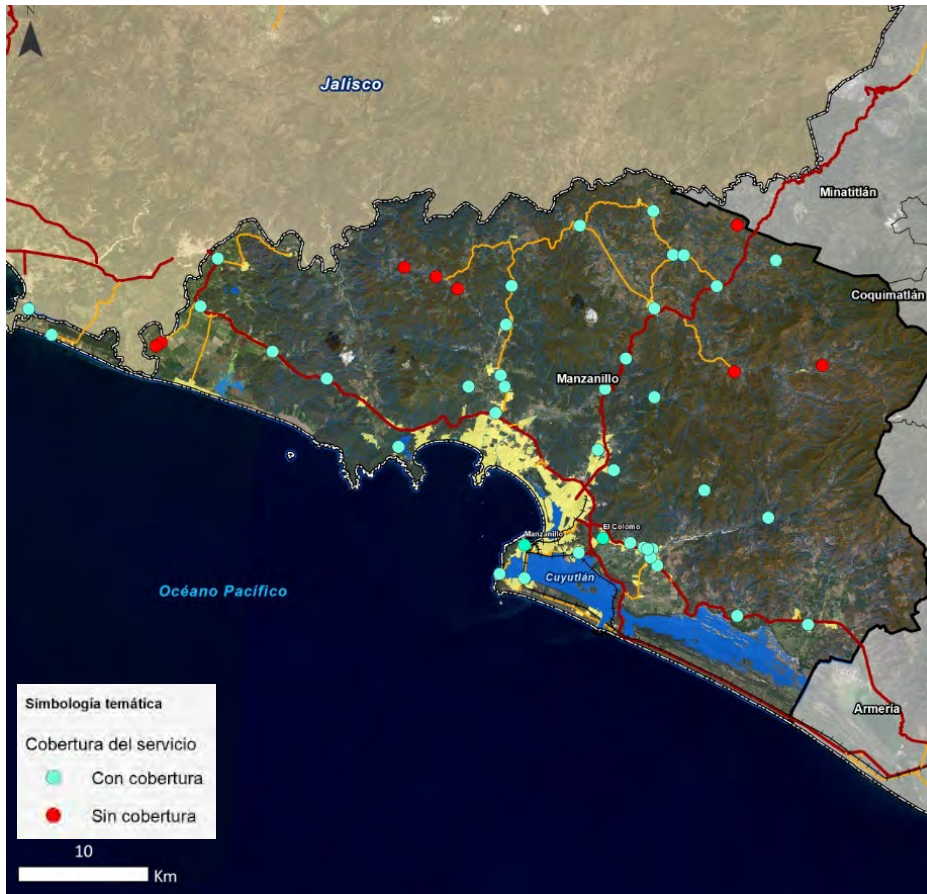 N
Jalisco
Minatitlán
Coquimatlán
Manzanillo
El Colomo
Manzanillo
Cuyutlán
Océano Pacífico
Armería
Simbología temática
Cobertura del servicio
Con cobertura
Sin cobertura
10
Km